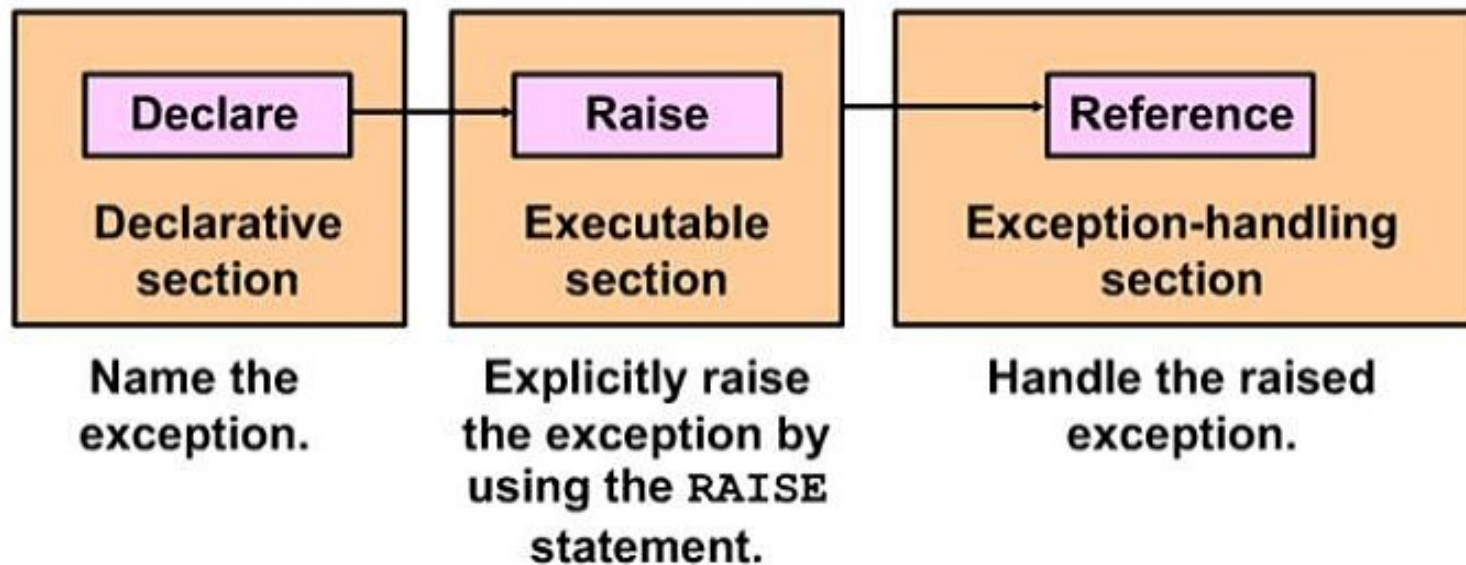 Declare
Declarative
section
Name the
exception.
Raise
Executable
section
Explicitly raise
the exception by
using the RAISE
statement.
Reference
Exception-handling
section
Handle the raised
exception.